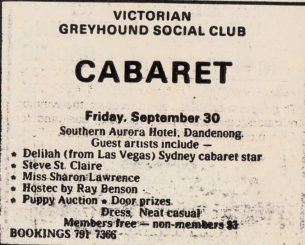 VICTORIAN
GREYHOUND SOCIAL CLUB
CABARET
Friday, September 30
Southern Aurora Hotel, Dandenong.
Guest artists include —
* Delilah (from Las Vegas) Sydney cabaret star
* Steve St. Claire
* Miss Sharon Lawrence
* Hosted by Ray Benson
* Puppy Auction * Door prizes
Dress, Neat casual
Members free — non-members $3
BOOKINGS 791 7366